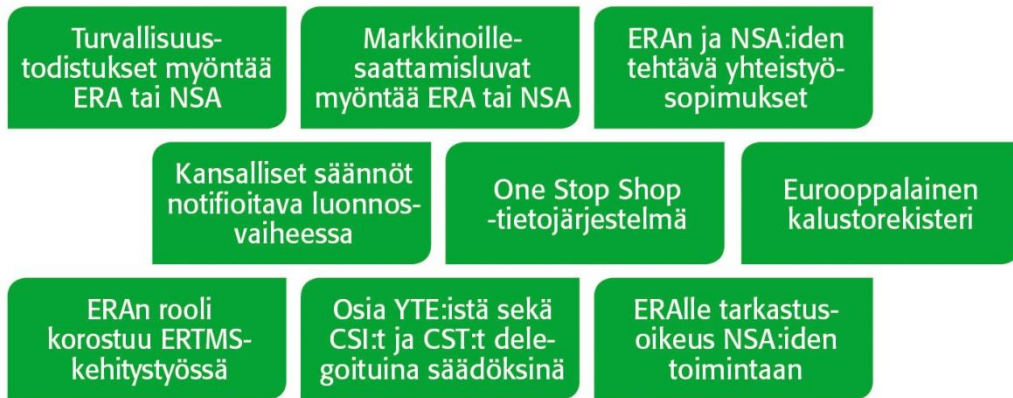 Turvallisuus-
todistukset myöntää
ERA tai NSA
Markkinoille-
saattamisluvat
myöntää ERA tai NSA
ERAn ja NSA:iden
tehtävä yhteistyö-
sopimukset
Kansalliset säännöt
notifioitava luonnos-
vaiheessa
One Stop Shop
-tietojärjestelmä
Eurooppalainen
kalustorekisteri
ERAn rooli
korostuu ERTMS-
kehitystyössä
Osia YTE:istä sekä
CSI:t ja CST:t dele-
goituina säädöksinä
ERAlle tarkastus-
oikeus NSA:iden
toimintaan